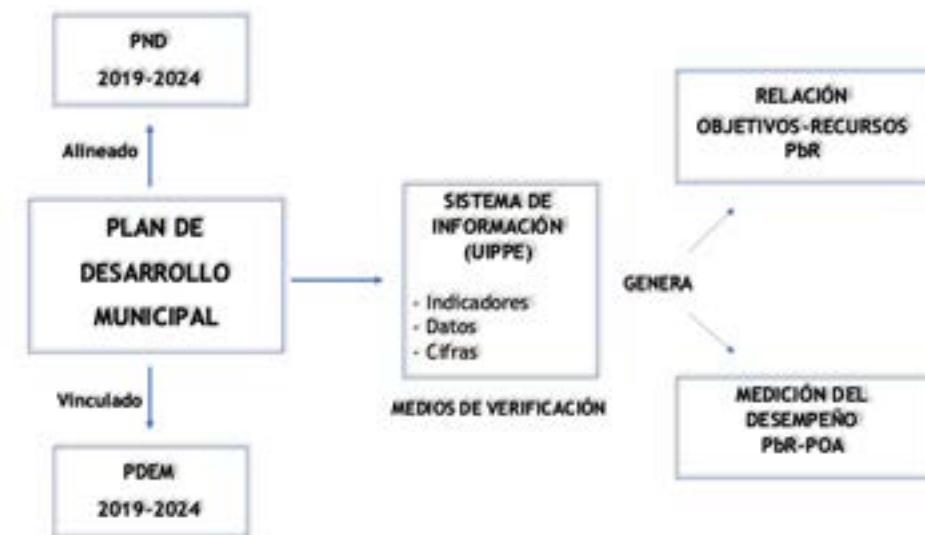 PND
2019-2024
Alineado
PLAN DE
DESARROLLO
MUNICIPAL
Vinculado
PDEM
2019-2024
SISTEMA DE
INFORMACIÓN
(UIPPE)
- Indicadores
- Datos
- Cifras
MEDIOS DE VERIFICACIÓN
GENERA
RELACIÓN
OBJETIVOS-RECURSOS
PbR
MEDICIÓN DEL
DESEMPEÑO
PbR-POA